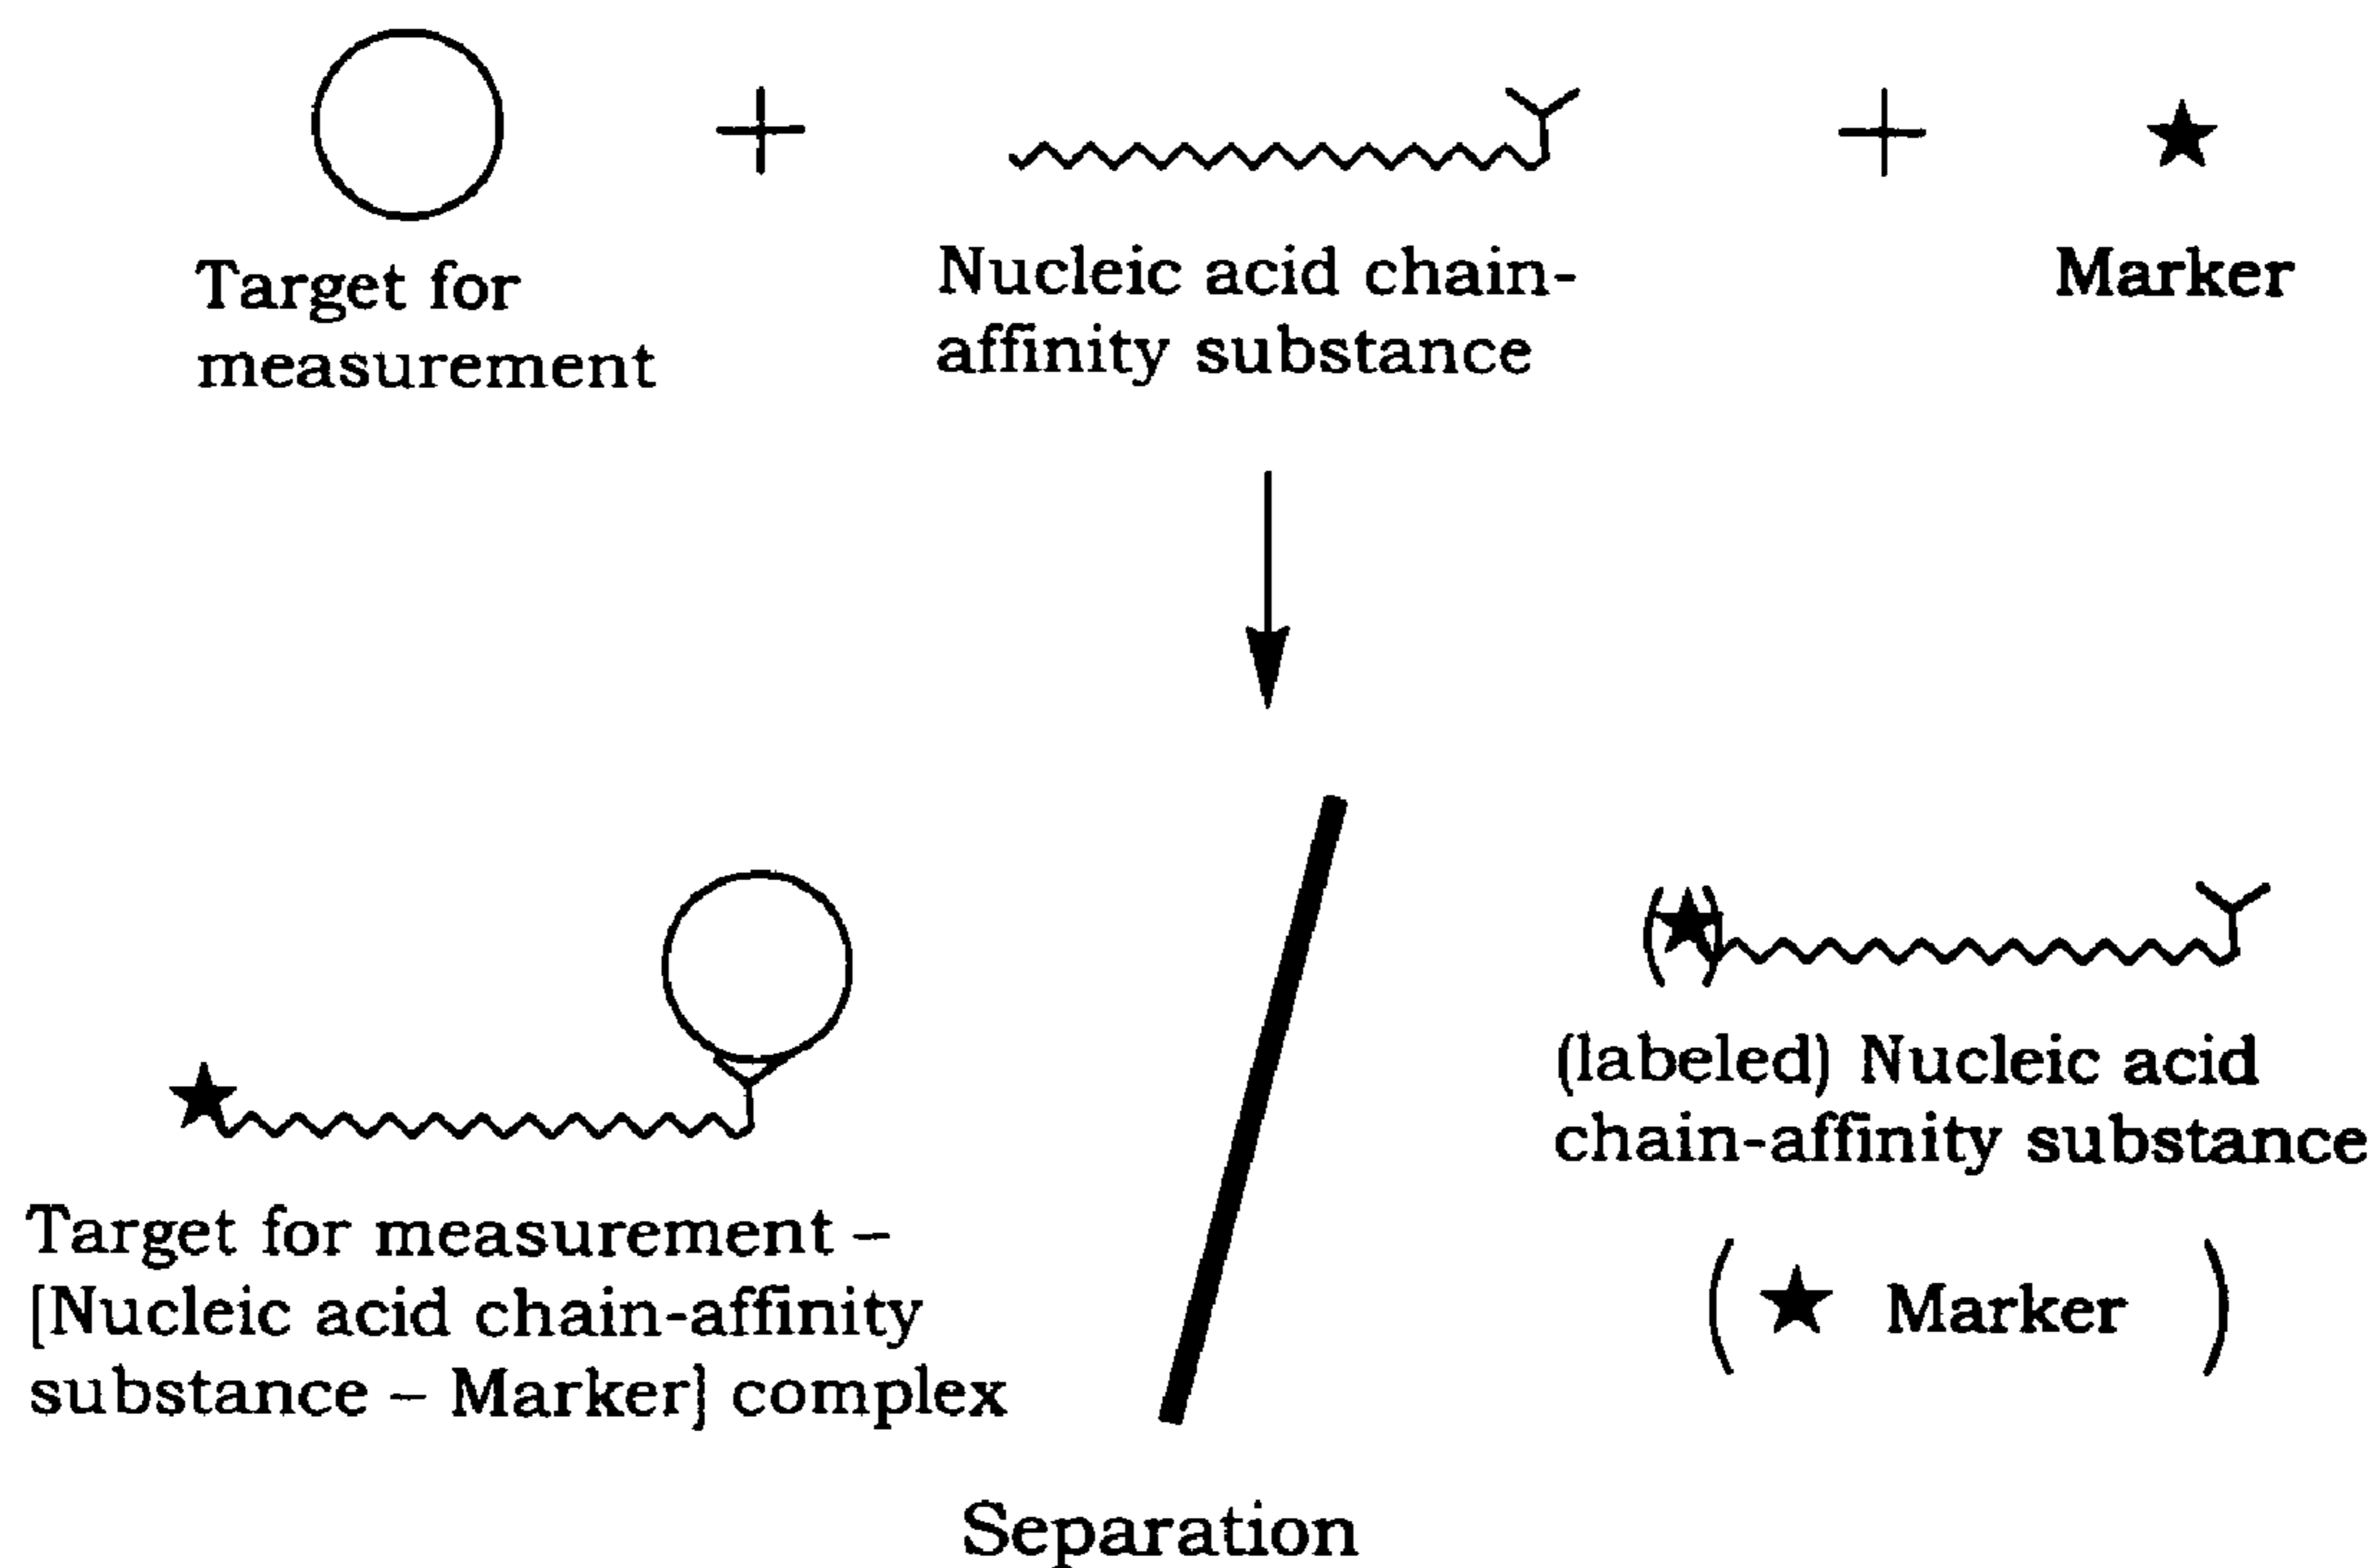 Target for
measurement
Nucleic acid chain-
affinity substance
Marker
(labeled) Nucleic acid
chain-affinity substance
Target for measurement –
[Nucleic acid chain-affinity
substance – Marker] complex
( ★ Marker )
Separation